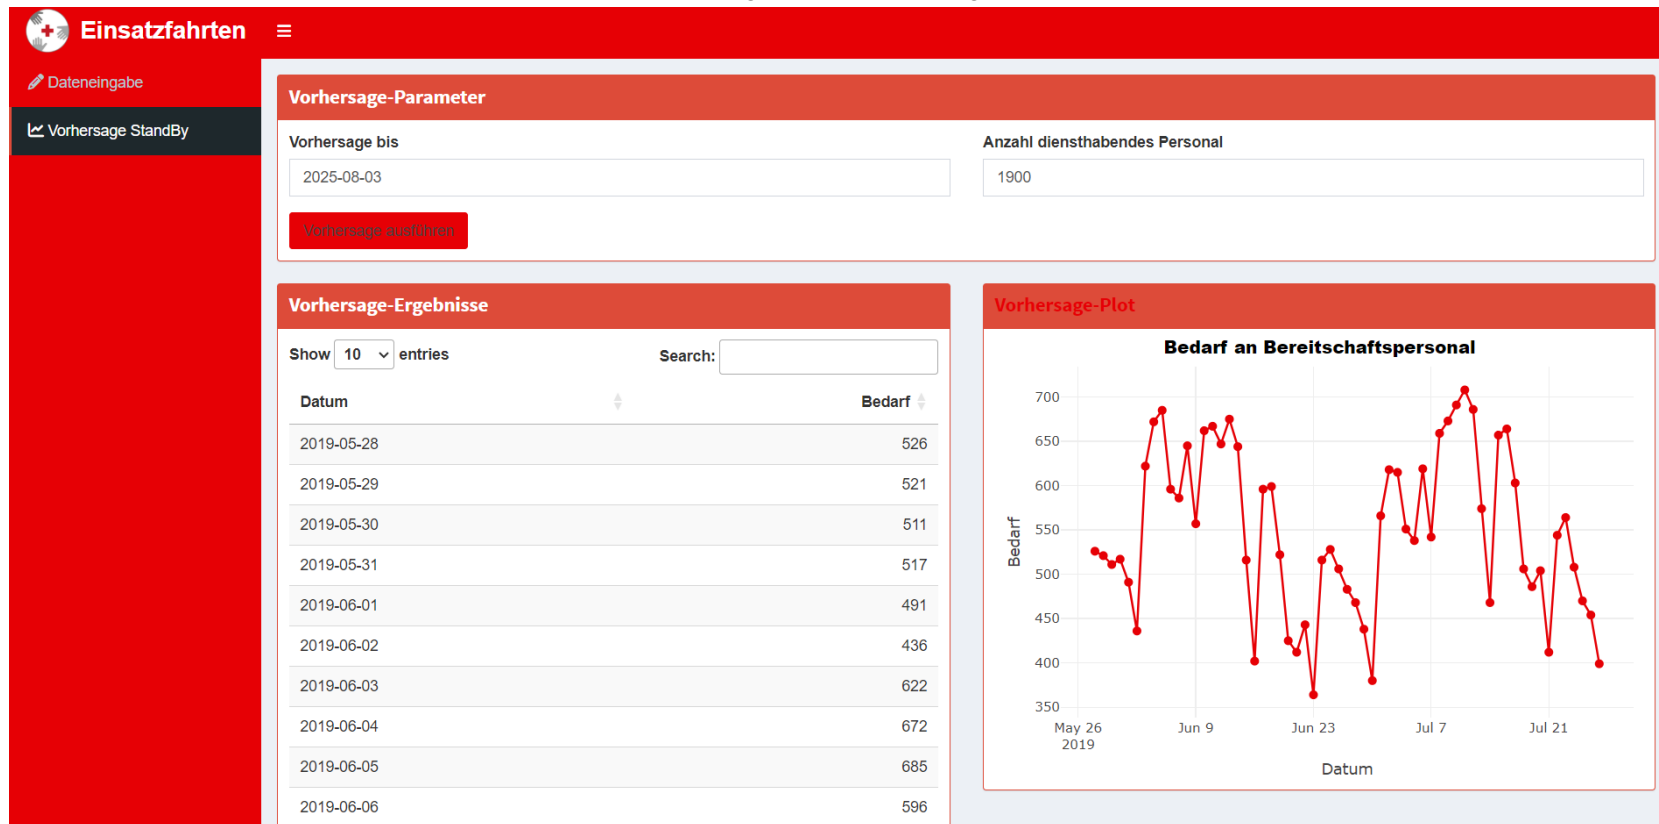 Einsatzfahrten
Dateneingabe
Vorhersage StandBy
Vorhersage-Parameter
Vorhersage bis
Anzahl diensthabendes Personal
2025-08-03
1900
Vorhersage ausführen
Vorhersage-Ergebnisse
Show 10 entries
Search:
Datum Bedarf
2019-05-28 526
2019-05-29 521
2019-05-30 511
2019-05-31 517
2019-06-01 491
2019-06-02 436
2019-06-03 622
2019-06-04 672
2019-06-05 685
2019-06-06 596
Vorhersage-Plot
Bedarf an Bereitschaftspersonal
700
650
600
550
500
450
400
350
Bedarf
May 26 Jun 9 Jun 23 Jul 7 Jul 21
2019
Datum